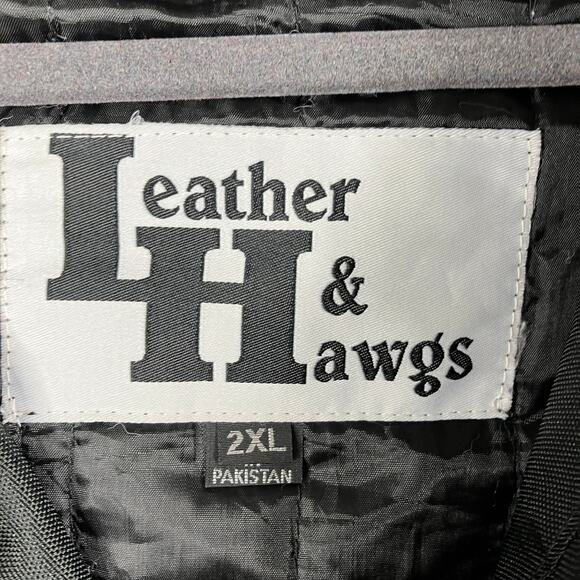 Leather
&
Hawgs
2XL
PAKISTAN